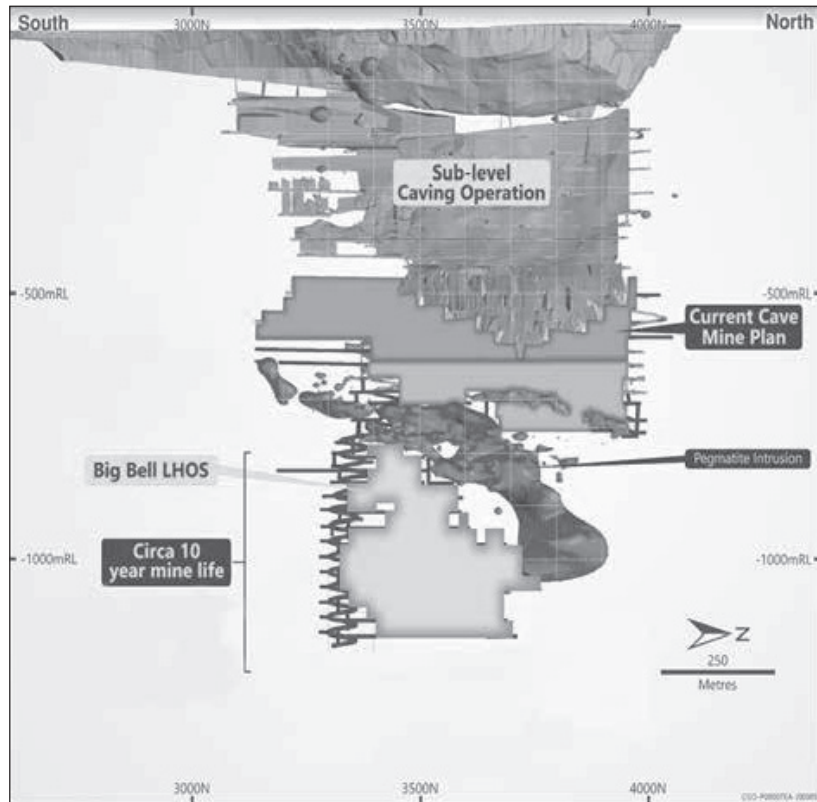 South
3000N
3500N
4000N
North
Sub-level
Caving Operation
-500mRL
-500mRL
Current Cave
Mine Plan
Big Bell LHOS
Pegmatite Intrusion
Circa 10
year mine life
-1000mRL
-1000mRL
N
250
Metres
3000N
3500N
4000N